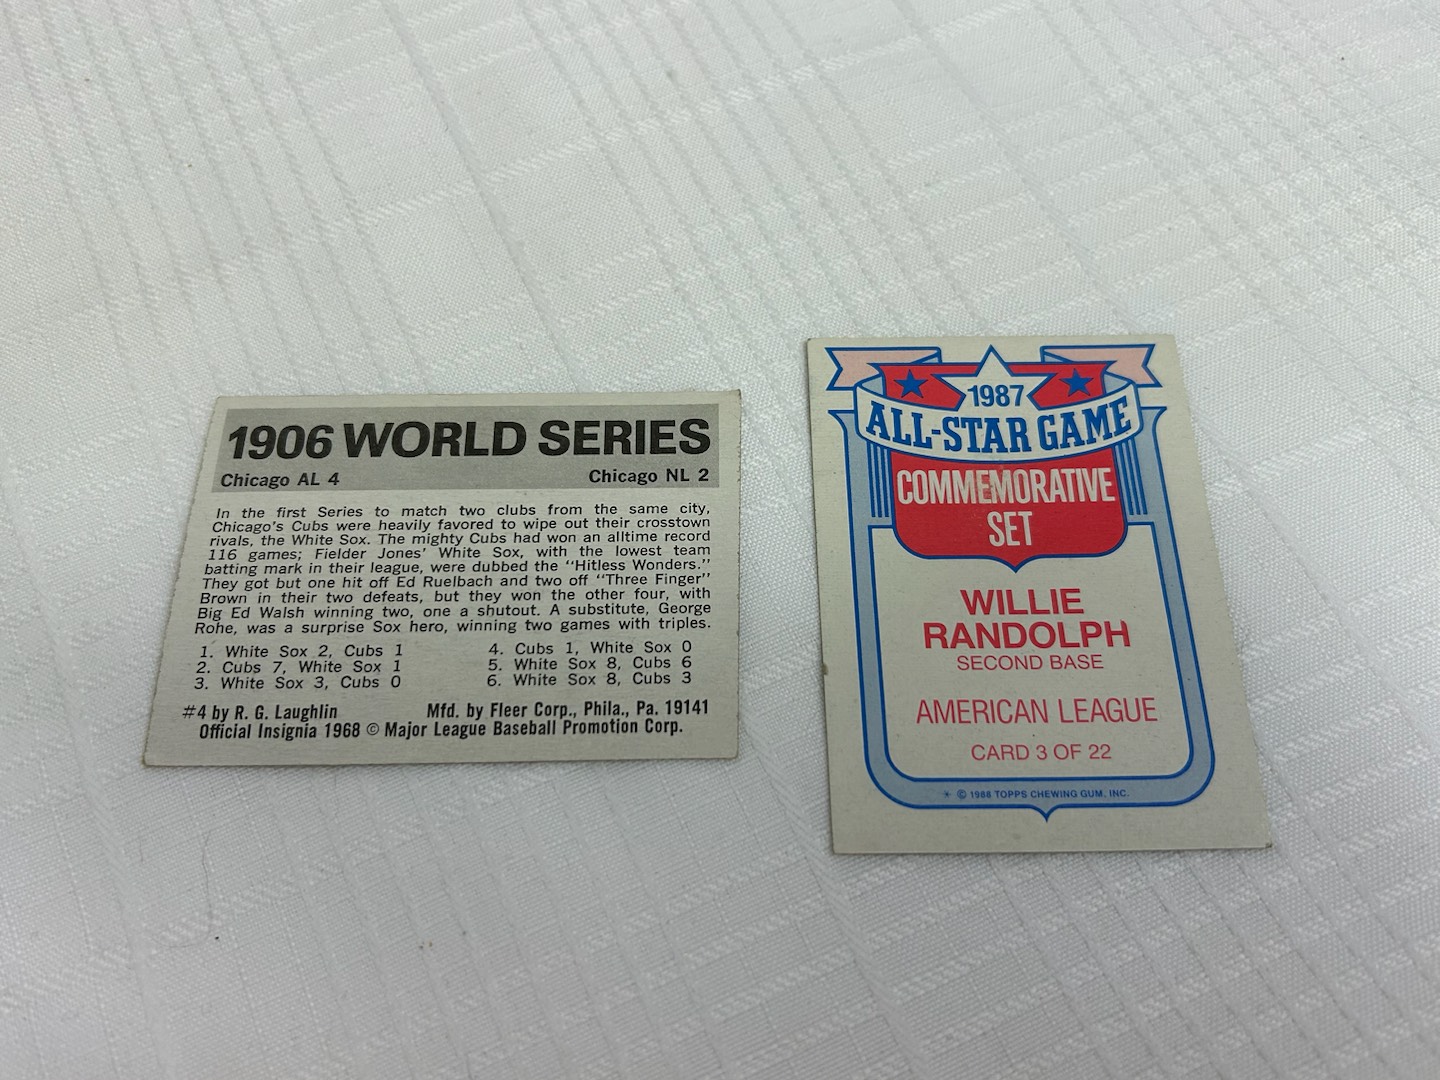 1906 WORLD SERIES
Chicago AL 4 Chicago NL 2
In the first Series to match two clubs from the same city,
Chicago's Cubs were heavily favored to wipe out their crosstown
rivals, the White Sox. The mighty Cubs had won an alltime record
116 games; Fielder Jones' White Sox, with the lowest team
batting mark in their league, were dubbed the "Hitless Wonders."
They got but one hit off Ed Ruelbach and two off "Three Finger"
Brown in their two defeats, but they won the other four, with
Big Ed Walsh winning two, one a shutout. A substitute, George
Rohe, was a surprise Sox hero, winning two games with triples.
1. White Sox 2, Cubs 1
2. Cubs 7, White Sox 1
3. White Sox 3, Cubs 0
4. Cubs 1, White Sox 0
5. White Sox 8, Cubs 6
6. White Sox 8, Cubs 3
#4 by R. G. Laughlin Mfd. by Fleer Corp., Phila., Pa. 19141
Official Insignia 1968 © Major League Baseball Promotion Corp.
1987
ALL-STAR GAME
COMMEMORATIVE
SET
WILLIE
RANDOLPH
SECOND BASE
AMERICAN LEAGUE
CARD 3 OF 22
* © 1988 TOPPS CHEWING GUM, INC.